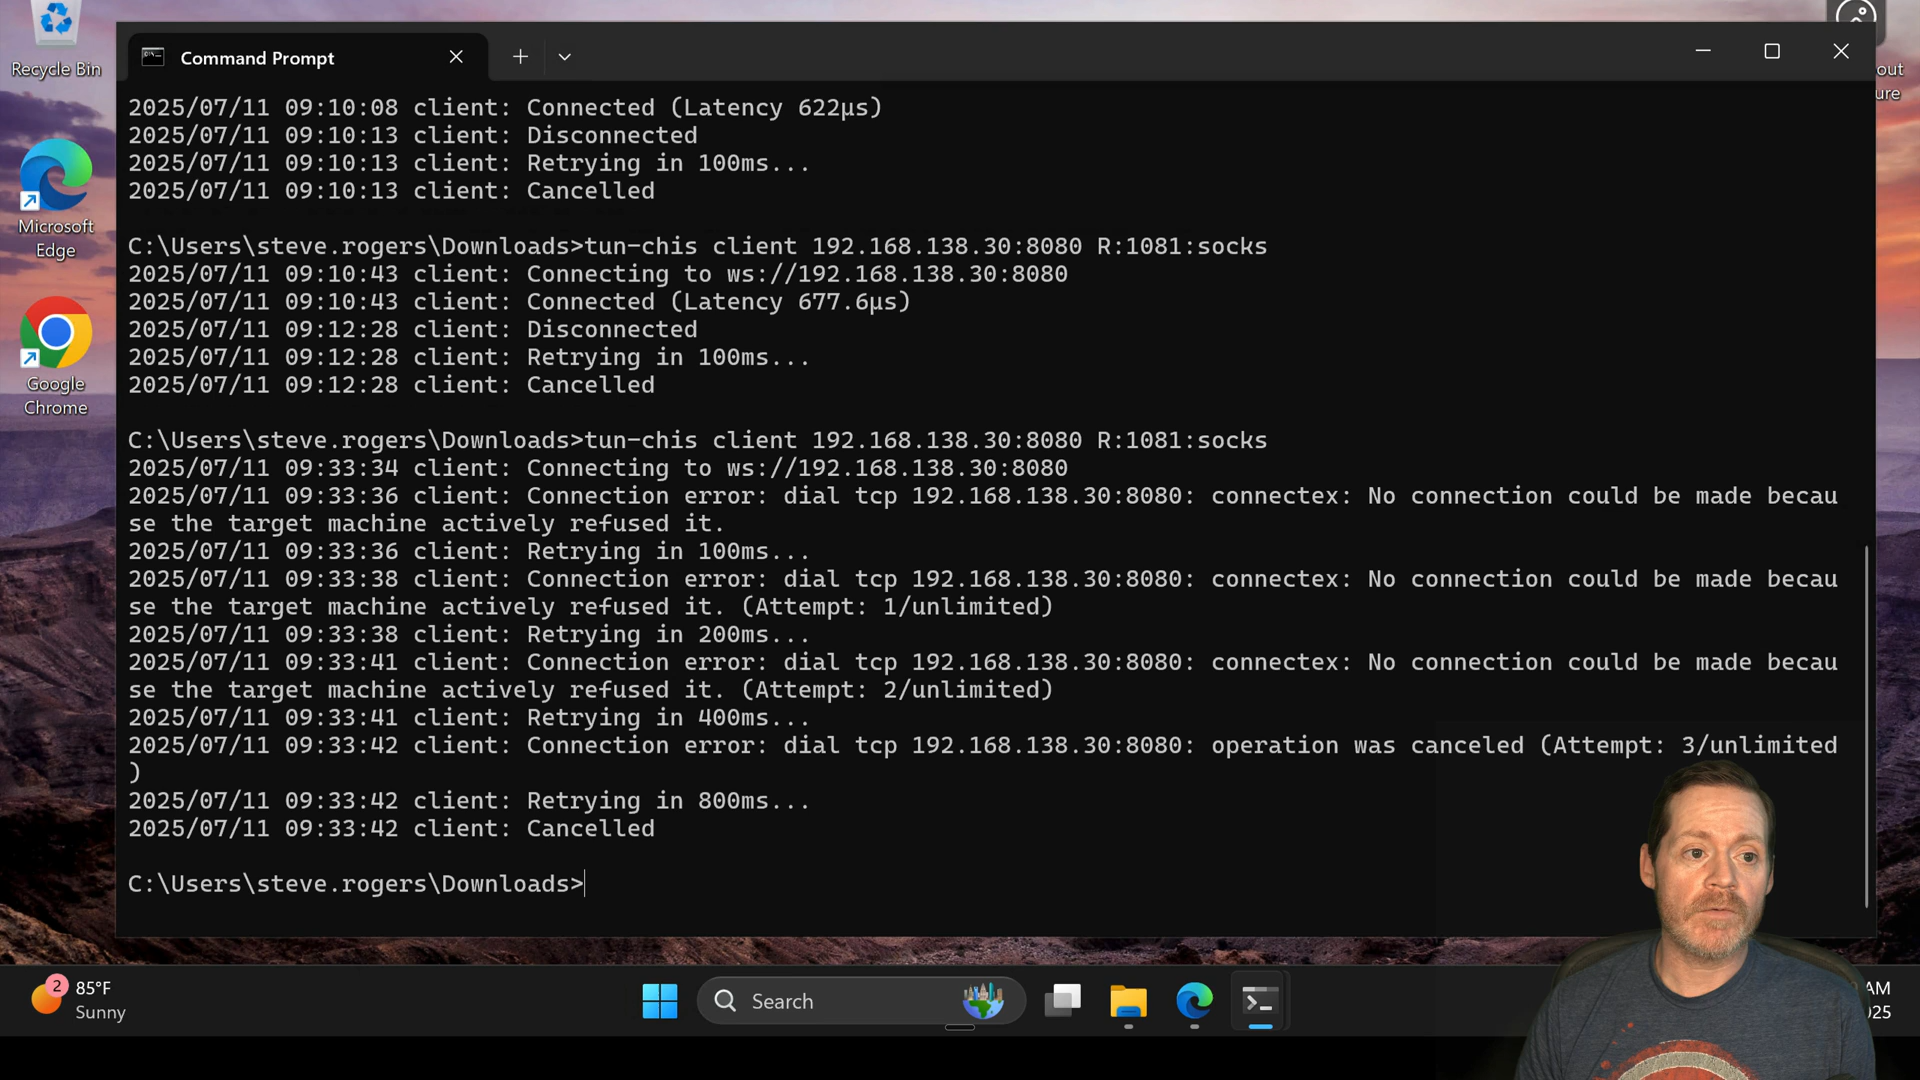 Recycle Bin
Microsoft
Edge
Google
Chrome
out
ure
Command Prompt
2025/07/11 09:10:08 client: Connected (Latency 622µs)
2025/07/11 09:10:13 client: Disconnected
2025/07/11 09:10:13 client: Retrying in 100ms...
2025/07/11 09:10:13 client: Cancelled
C:\Users\steve.rogers\Downloads>tun-chis client 192.168.138.30:8080 R:1081:socks
2025/07/11 09:10:43 client: Connecting to ws://192.168.138.30:8080
2025/07/11 09:10:43 client: Connected (Latency 677.6µs)
2025/07/11 09:12:28 client: Disconnected
2025/07/11 09:12:28 client: Retrying in 100ms...
2025/07/11 09:12:28 client: Cancelled
C:\Users\steve.rogers\Downloads>tun-chis client 192.168.138.30:8080 R:1081:socks
2025/07/11 09:33:34 client: Connecting to ws://192.168.138.30:8080
2025/07/11 09:33:36 client: Connection error: dial tcp 192.168.138.30:8080: connectex: No connection could be made becau
se the target machine actively refused it.
2025/07/11 09:33:36 client: Retrying in 100ms...
2025/07/11 09:33:38 client: Connection error: dial tcp 192.168.138.30:8080: connectex: No connection could be made becau
se the target machine actively refused it. (Attempt: 1/unlimited)
2025/07/11 09:33:38 client: Retrying in 200ms...
2025/07/11 09:33:41 client: Connection error: dial tcp 192.168.138.30:8080: connectex: No connection could be made becau
se the target machine actively refused it. (Attempt: 2/unlimited)
2025/07/11 09:33:41 client: Retrying in 400ms...
2025/07/11 09:33:42 client: Connection error: dial tcp 192.168.138.30:8080: operation was canceled (Attempt: 3/unlimited
)
2025/07/11 09:33:42 client: Retrying in 800ms...
2025/07/11 09:33:42 client: Cancelled
C:\Users\steve.rogers\Downloads>
2
85°F
Sunny
Search
AM
025